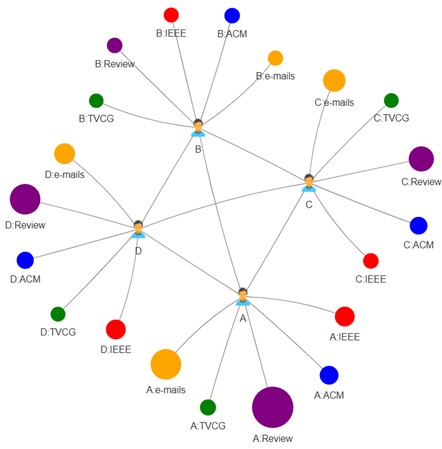 B:IEEE
B:ACM
B:Review
B:e-mails
C:e-mails
B:TVCG
C:TVCG
B
D:e-mails
C:Review
C
D:Review
C:ACM
D
D:ACM
C:IEEE
A
D:TVCG
A:IEEE
D:IEEE
A:e-mails
A:ACM
A:TVCG
A:Review